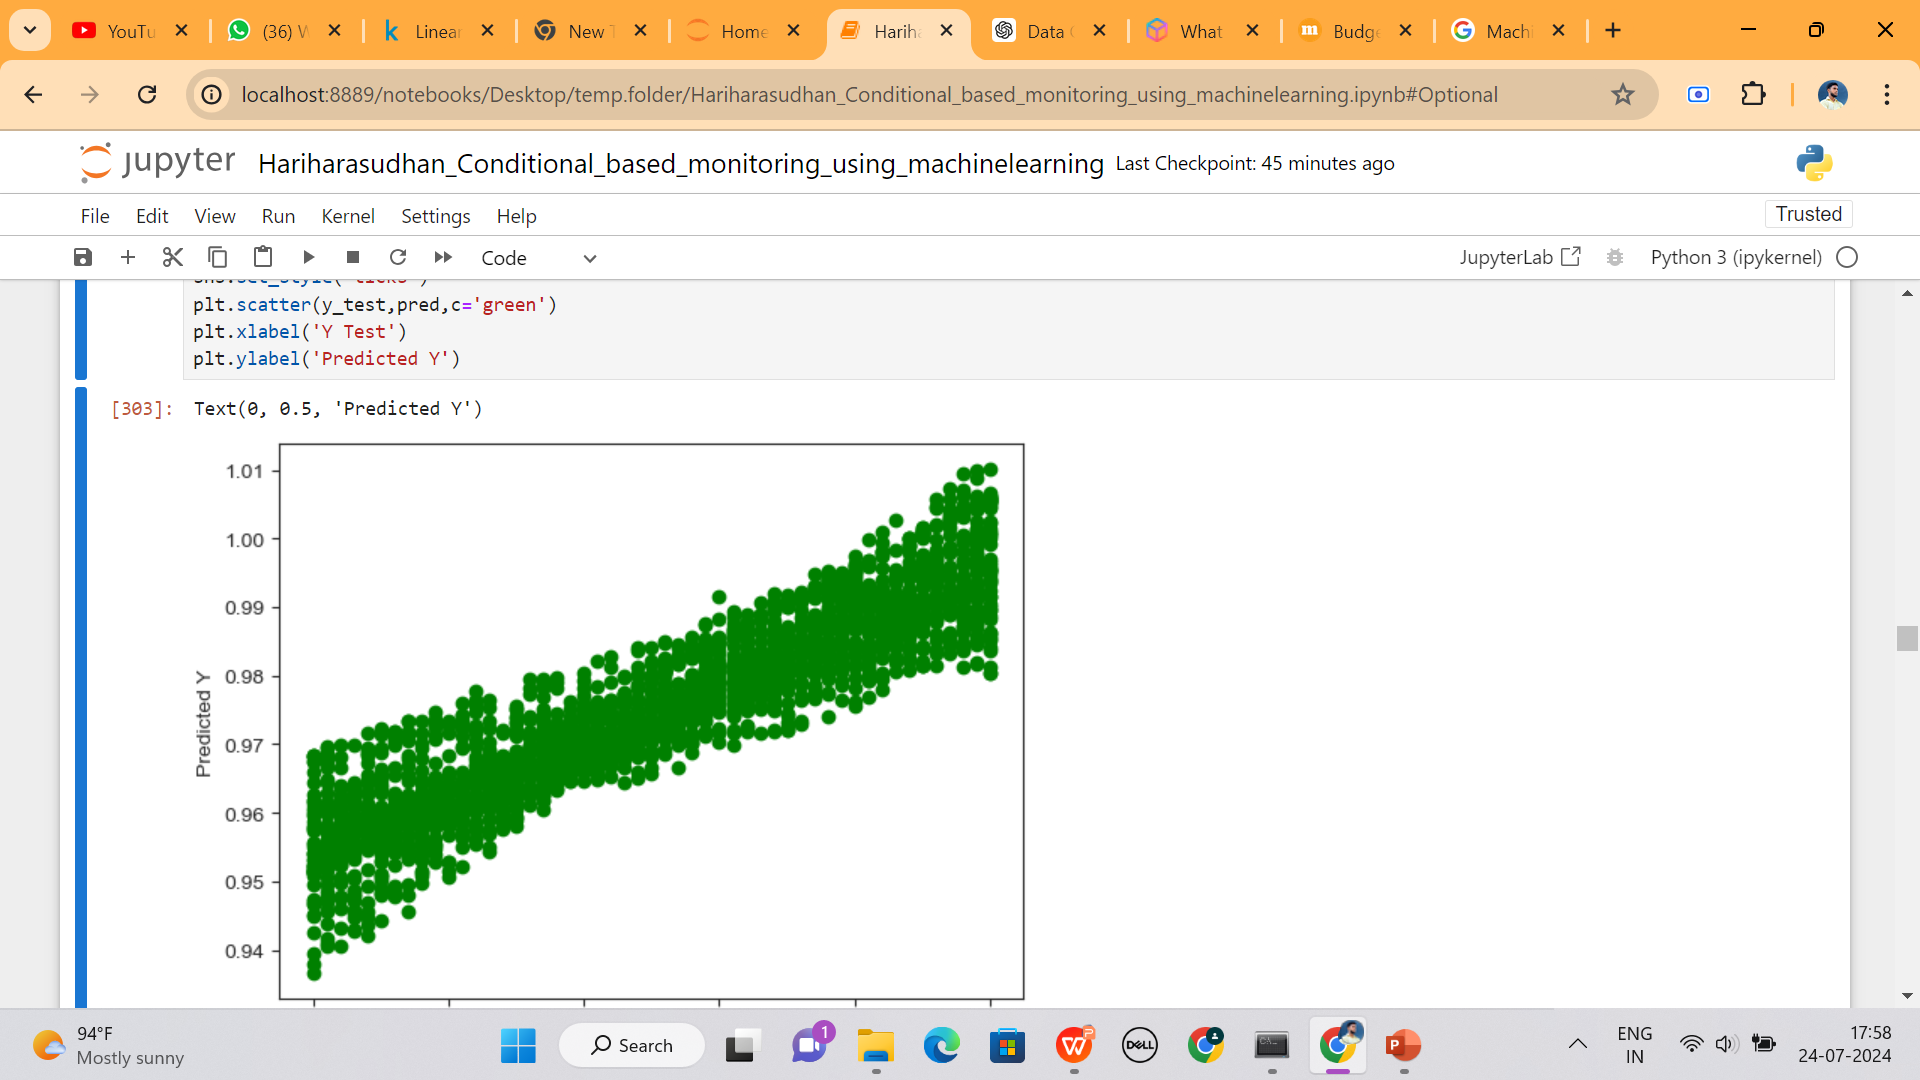 YouTu
(36) W
Linear
New T
Home
Hariha
Data
What
Budge
Machi
localhost:8889/notebooks/Desktop/temp.folder/Hariharasudhan_Conditional_based_monitoring_using_machinelearning.ipynb#Optional
jupyter Hariharasudhan_Conditional_based_monitoring_using_machinelearning Last Checkpoint: 45 minutes ago
File Edit View Run Kernel Settings Help
Trusted
Code
JupyterLab
Python 3 (ipykernel)
plt.scatter(y_test,pred,c='green')
plt.xlabel('Y Test')
plt.ylabel('Predicted Y')
[303]: Text(0, 0.5, 'Predicted Y')
1.01
1.00
0.99
0.98
0.97
0.96
0.95
0.94
Predicted Y
94°F
Mostly sunny
Search
1
DELL
ENG
IN
17:58
24-07-2024